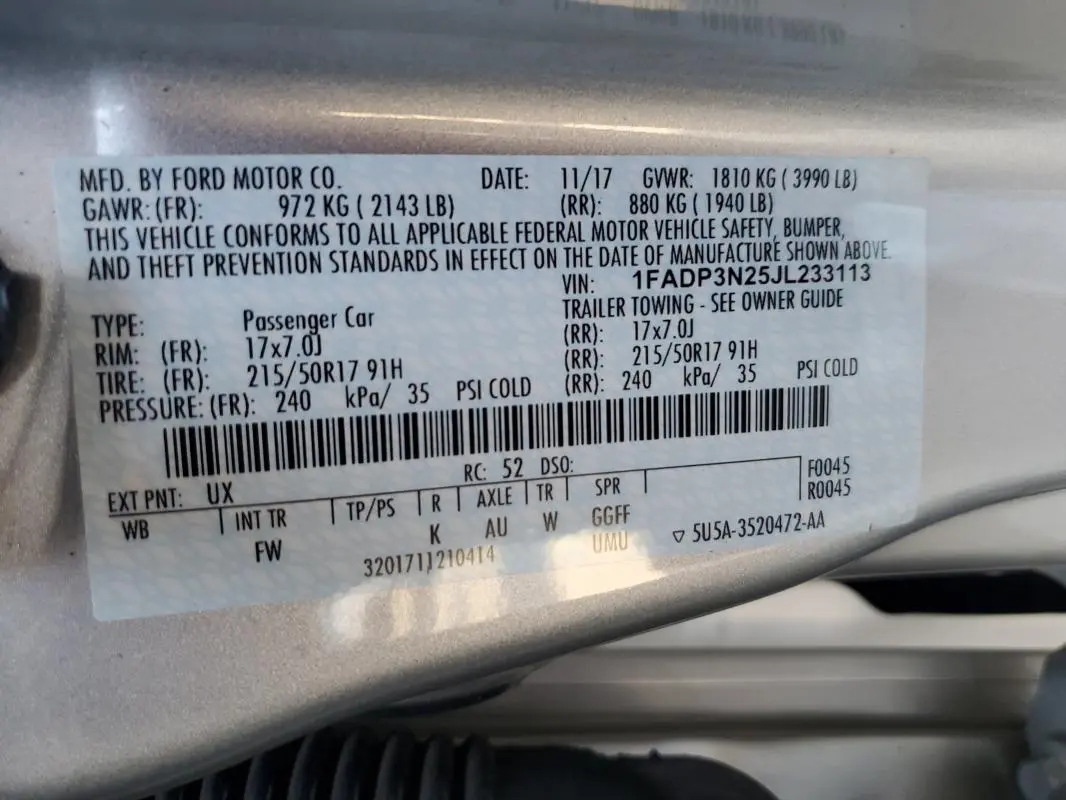 MFD. BY FORD MOTOR CO. DATE: 11/17 GVWR: 1810 KG ( 3990 LB)
GAWR: (FR): 972 KG ( 2143 LB) (RR): 880 KG ( 1940 LB)
THIS VEHICLE CONFORMS TO ALL APPLICABLE FEDERAL MOTOR VEHICLE SAFETY, BUMPER,
AND THEFT PREVENTION STANDARDS IN EFFECT ON THE DATE OF MANUFACTURE SHOWN ABOVE.
VIN: 1FADP3N25JL233113
TYPE: Passenger Car TRAILER TOWING - SEE OWNER GUIDE
RIM: (FR): 17x7.0J (RR): 17x7.0J
TIRE: (FR): 215/50R17 91H (RR): 215/50R17 91H
PRESSURE: (FR): 240 kPa/ 35 PSI COLD (RR): 240 kPa/ 35 PSI COLD
RC: 52 DSO:
EXT PNT: UX F0045
WB INT TR TP/PS R AXLE TR SPR R0045
FW K AU W GGFF
3201711210414 UMU ▽ 5U5A-3520472-AA